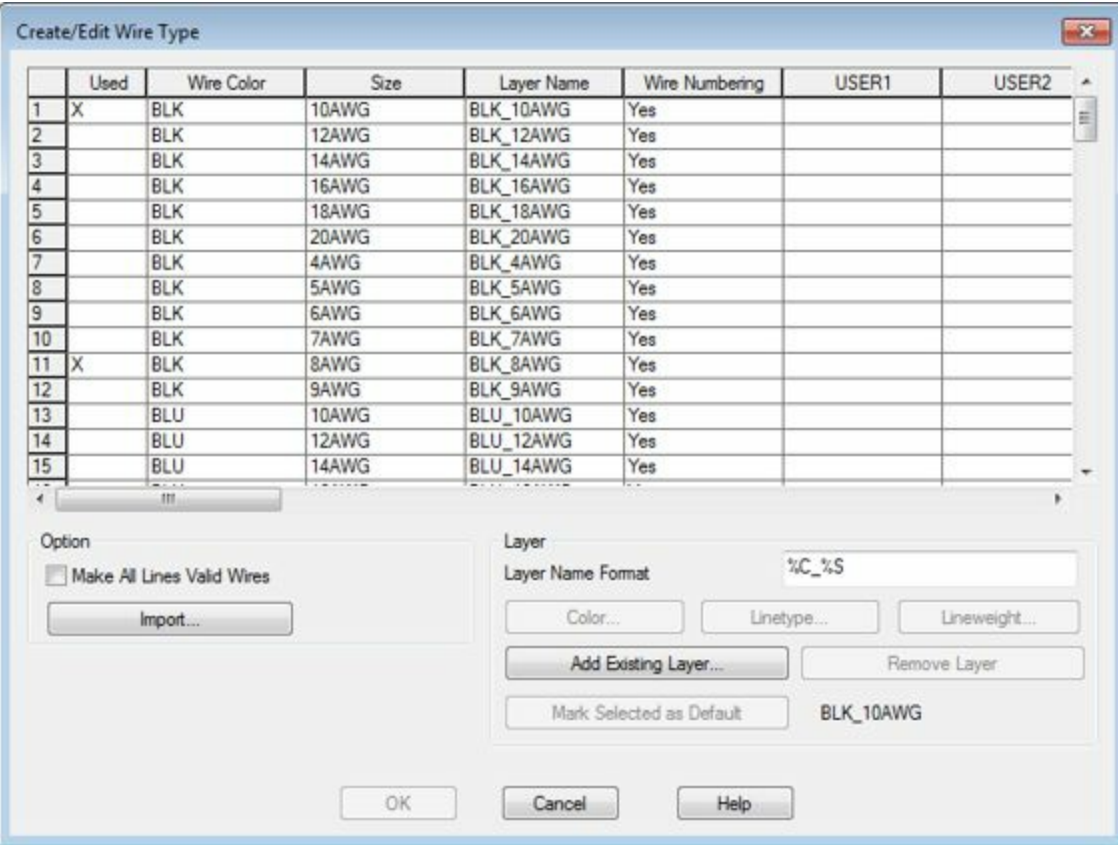 Create/Edit Wire Type
Used Wire Color Size Layer Name Wire Numbering USER1 USER2
1 X BLK 10AWG BLK_10AWG Yes
2 BLK 12AWG BLK_12AWG Yes
3 BLK 14AWG BLK_14AWG Yes
4 BLK 16AWG BLK_16AWG Yes
5 BLK 18AWG BLK_18AWG Yes
6 BLK 20AWG BLK_20AWG Yes
7 BLK 4AWG BLK_4AWG Yes
8 BLK 5AWG BLK_5AWG Yes
9 BLK 6AWG BLK_6AWG Yes
10 BLK 7AWG BLK_7AWG Yes
11 X BLK 8AWG BLK_8AWG Yes
12 BLK 9AWG BLK_9AWG Yes
13 BLU 10AWG BLU_10AWG Yes
14 BLU 12AWG BLU_12AWG Yes
15 BLU 14AWG BLU_14AWG Yes
Option
Make All Lines Valid Wires
Import...
Layer
Layer Name Format %C_%S
Color... Linetype... Lineweight...
Add Existing Layer... Remove Layer
Mark Selected as Default BLK_10AWG
OK Cancel Help